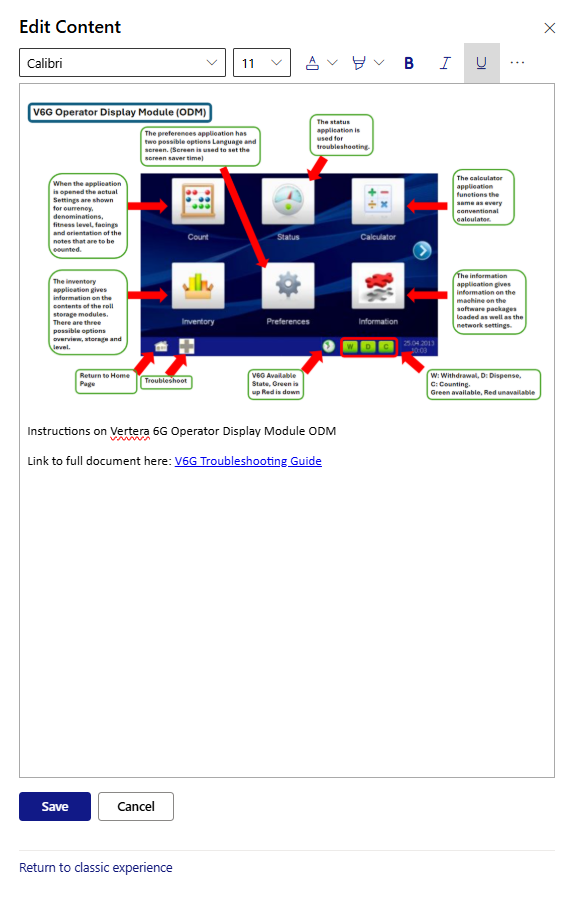 Edit Content
Calibri
11
A
B
I
U
V6G Operator Display Module (ODM)
The preferences application has
two possible options Language and
screen. (Screen is used to set the
screen saver time)
The status
application is
used for
troubleshooting.
When the application
is opened the actual
Settings are shown
for currency,
denominations,
fitness level, facings
and orientation of the
notes that are to be
counted.
The calculator
application
functions the
same as every
conventional
calculator.
Count
Status
Calculator
The inventory
application gives
information on the
contents of the roll
storage modules.
There are three
possible options
overview, storage and
level.
The information
application gives
information on the
machine on the
software packages
loaded as well as the
network settings.
Inventory
Preferences
Information
W D C
25.04.2013
10:03
Return to Home
Page
Troubleshoot
V6G Available
State, Green is
up Red is down
W: Withdrawal, D: Dispense,
C: Counting.
Green available, Red unavailable
Instructions on Vertera 6G Operator Display Module ODM
Link to full document here: V6G Troubleshooting Guide
Save
Cancel
Return to classic experience